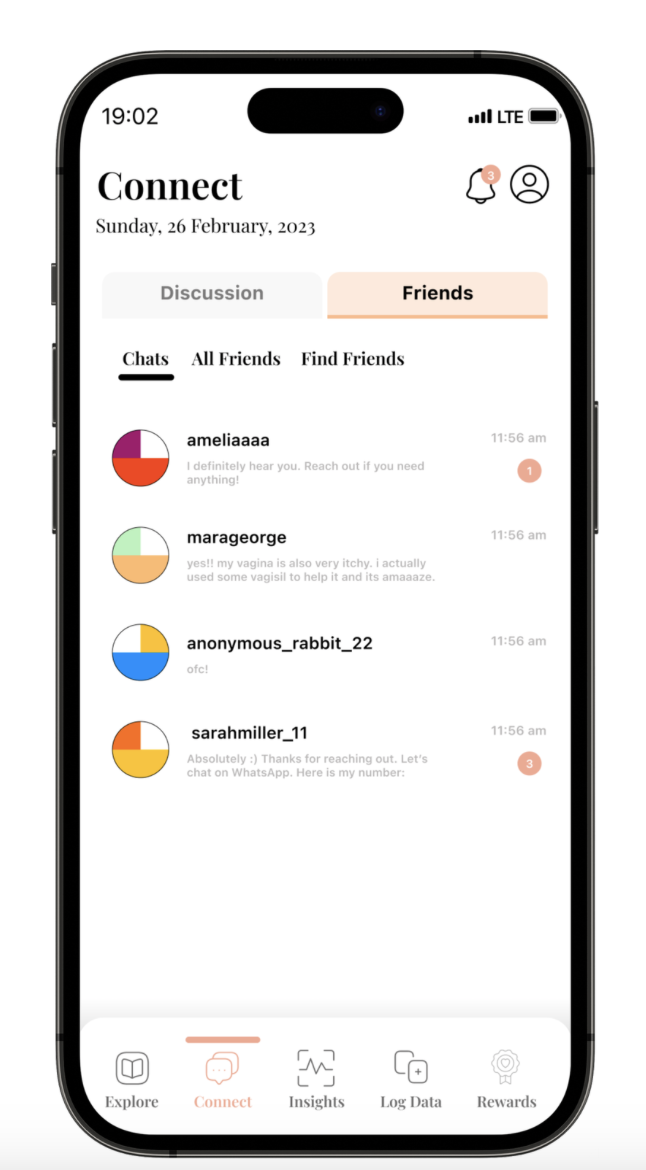 19:02
LTE
Connect
3
Sunday, 26 February, 2023
Discussion
Friends
Chats
All Friends
Find Friends
ameliaaaa
11:56 am
I definitely hear you. Reach out if you need
anything!
1
marageorge
11:56 am
yes!! my vagina is also very itchy. i actually
used some vagisil to help it and its amaaaze.
anonymous_rabbit_22
11:56 am
ofc!
sarahmiller_11
11:56 am
Absolutely :) Thanks for reaching out. Let's
chat on WhatsApp. Here is my number:
3
Explore
Connect
Insights
Log Data
Rewards